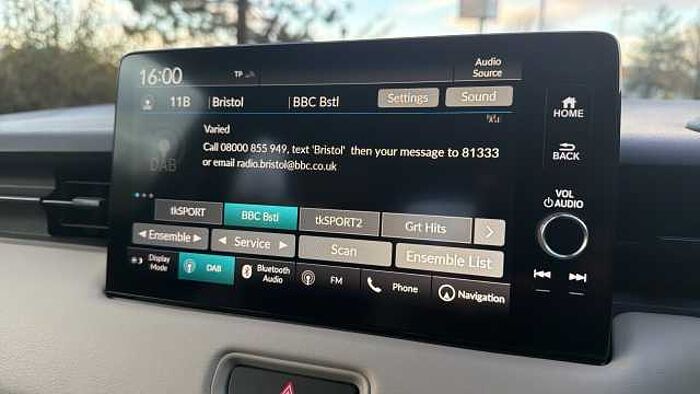 16:00 TP Audio Source
HOME
11B Bristol BBC Bstl Settings Sound
BACK
Varied
Call 08000 855 949, text 'Bristol' then your message to 81333
or email radio.bristol@bbc.co.uk
DAB
VOL
AUDIO
tkSPORT BBC Bstl tkSPORT2 Grt Hits
Ensemble Service Scan Ensemble List
Display Mode DAB Bluetooth Audio FM Phone Navigation